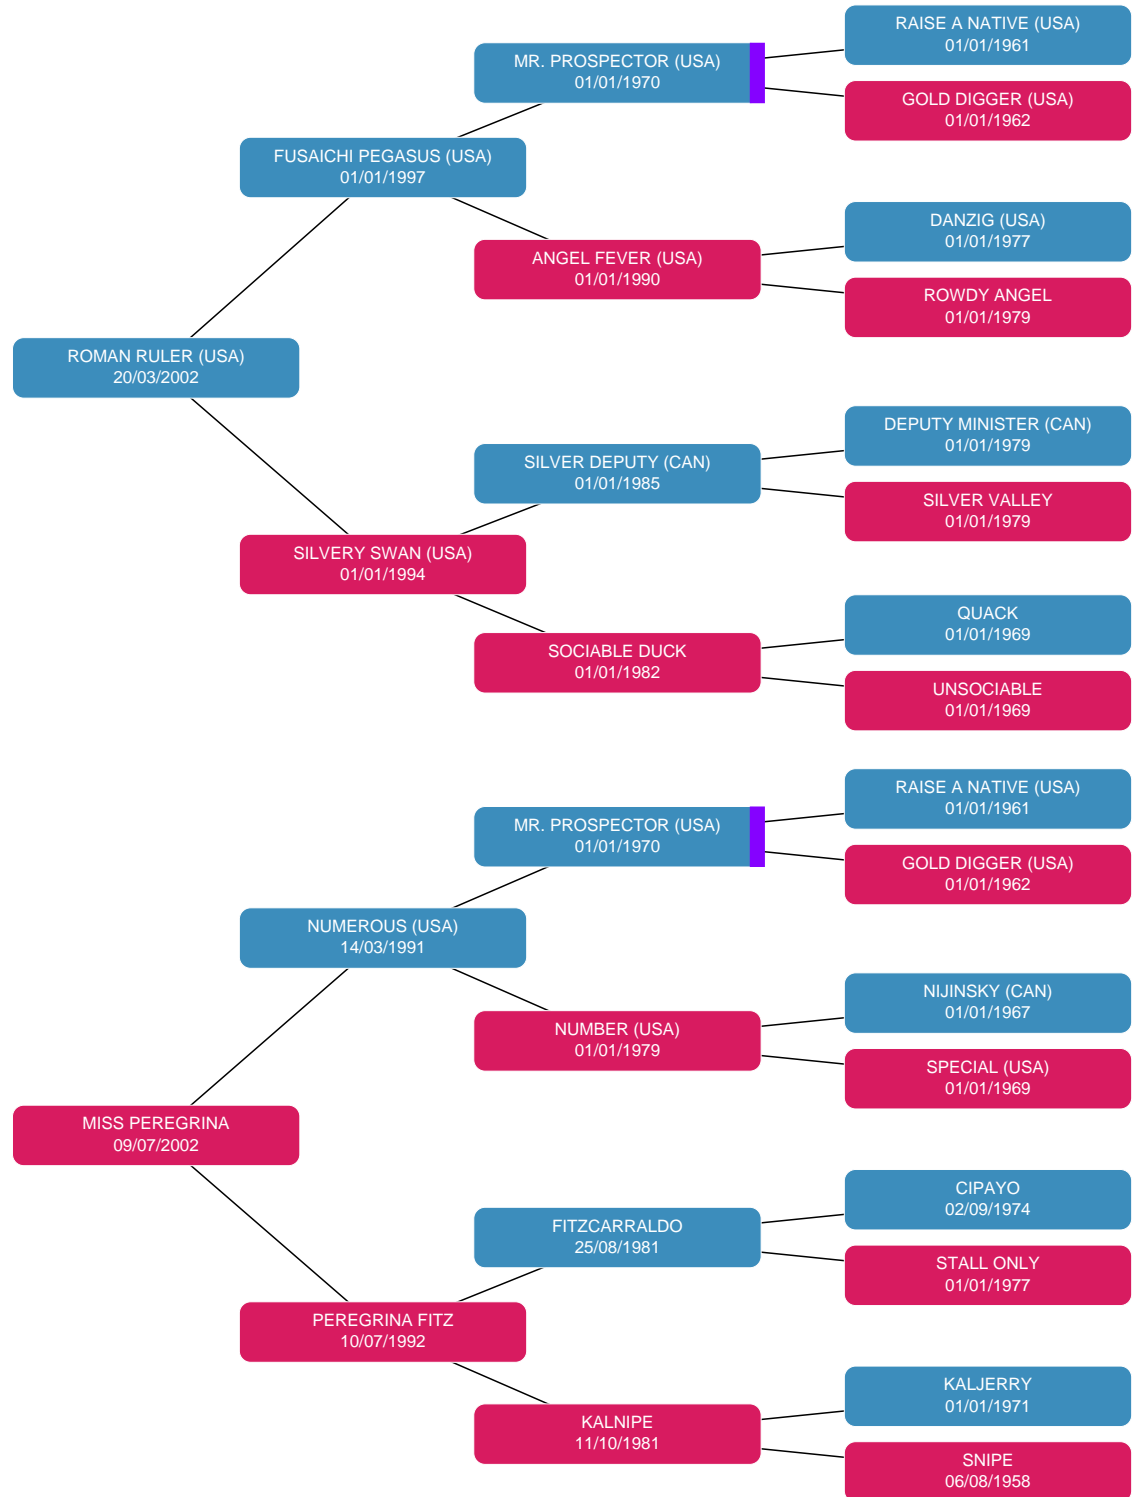 RAISE A NATIVE (USA)
01/01/1961
MR. PROSPECTOR (USA)
01/01/1970
GOLD DIGGER (USA)
01/01/1962
FUSAICHI PEGASUS (USA)
01/01/1997
DANZIG (USA)
01/01/1977
ANGEL FEVER (USA)
01/01/1990
ROWDY ANGEL
01/01/1979
ROMAN RULER (USA)
20/03/2002
DEPUTY MINISTER (CAN)
01/01/1979
SILVER DEPUTY (CAN)
01/01/1985
SILVER VALLEY
01/01/1979
SILVERY SWAN (USA)
01/01/1994
QUACK
01/01/1969
SOCIABLE DUCK
01/01/1982
UNSOCIABLE
01/01/1969
RAISE A NATIVE (USA)
01/01/1961
MR. PROSPECTOR (USA)
01/01/1970
GOLD DIGGER (USA)
01/01/1962
NUMEROUS (USA)
14/03/1991
NIJINSKY (CAN)
01/01/1967
NUMBER (USA)
01/01/1979
SPECIAL (USA)
01/01/1969
MISS PEREGRINA
09/07/2002
CIPAYO
02/09/1974
FITZCARRALDO
25/08/1981
STALL ONLY
01/01/1977
PEREGRINA FITZ
10/07/1992
KALJERRY
01/01/1971
KALNIPE
11/10/1981
SNIPE
06/08/1958